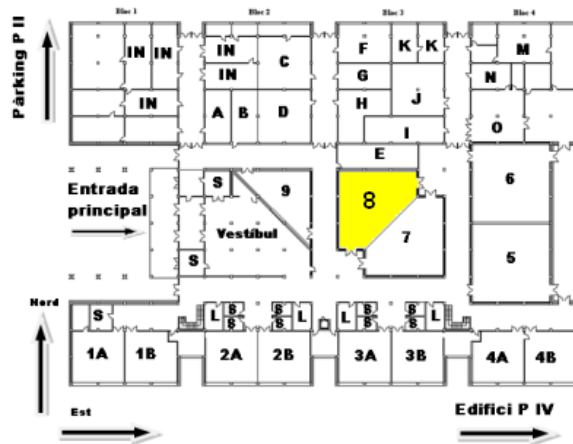 Bloc 1
Bloc 2
Bloc 3
Bloc 4
Pàrking P II
IN
IN
IN
IN
IN
A
B
C
D
F
G
H
K
K
J
I
E
M
N
O
Entrada
principal
S
9
8
7
6
5
Vestíbul
S
Nord
S
L
S
S
S
S
L
L
S
S
S
S
L
1A
1B
2A
2B
3A
3B
4A
4B
Est
Edifici P IV